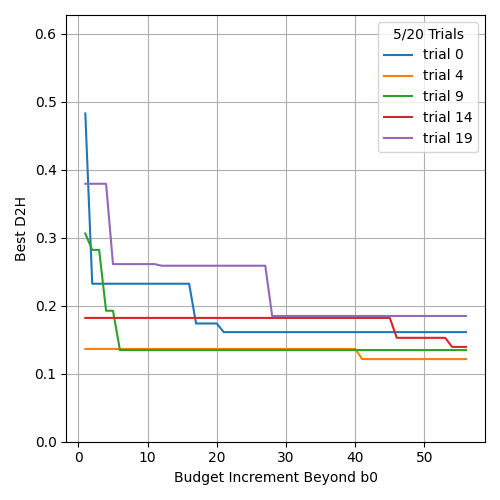 5/20 Trials
trial 0
trial 4
trial 9
trial 14
trial 19
0.6
0.5
0.4
0.3
0.2
0.1
0.0
Best D2H
0 10 20 30 40 50
Budget Increment Beyond b0